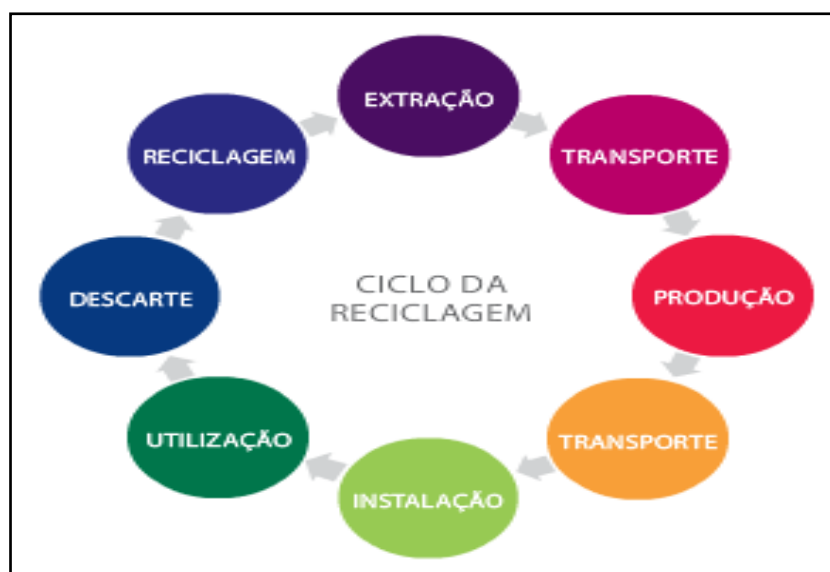 EXTRAÇÃO
TRANSPORTE
PRODUÇÃO
TRANSPORTE
INSTALAÇÃO
UTILIZAÇÃO
DESCARTE
RECICLAGEM
CICLO DA
RECICLAGEM